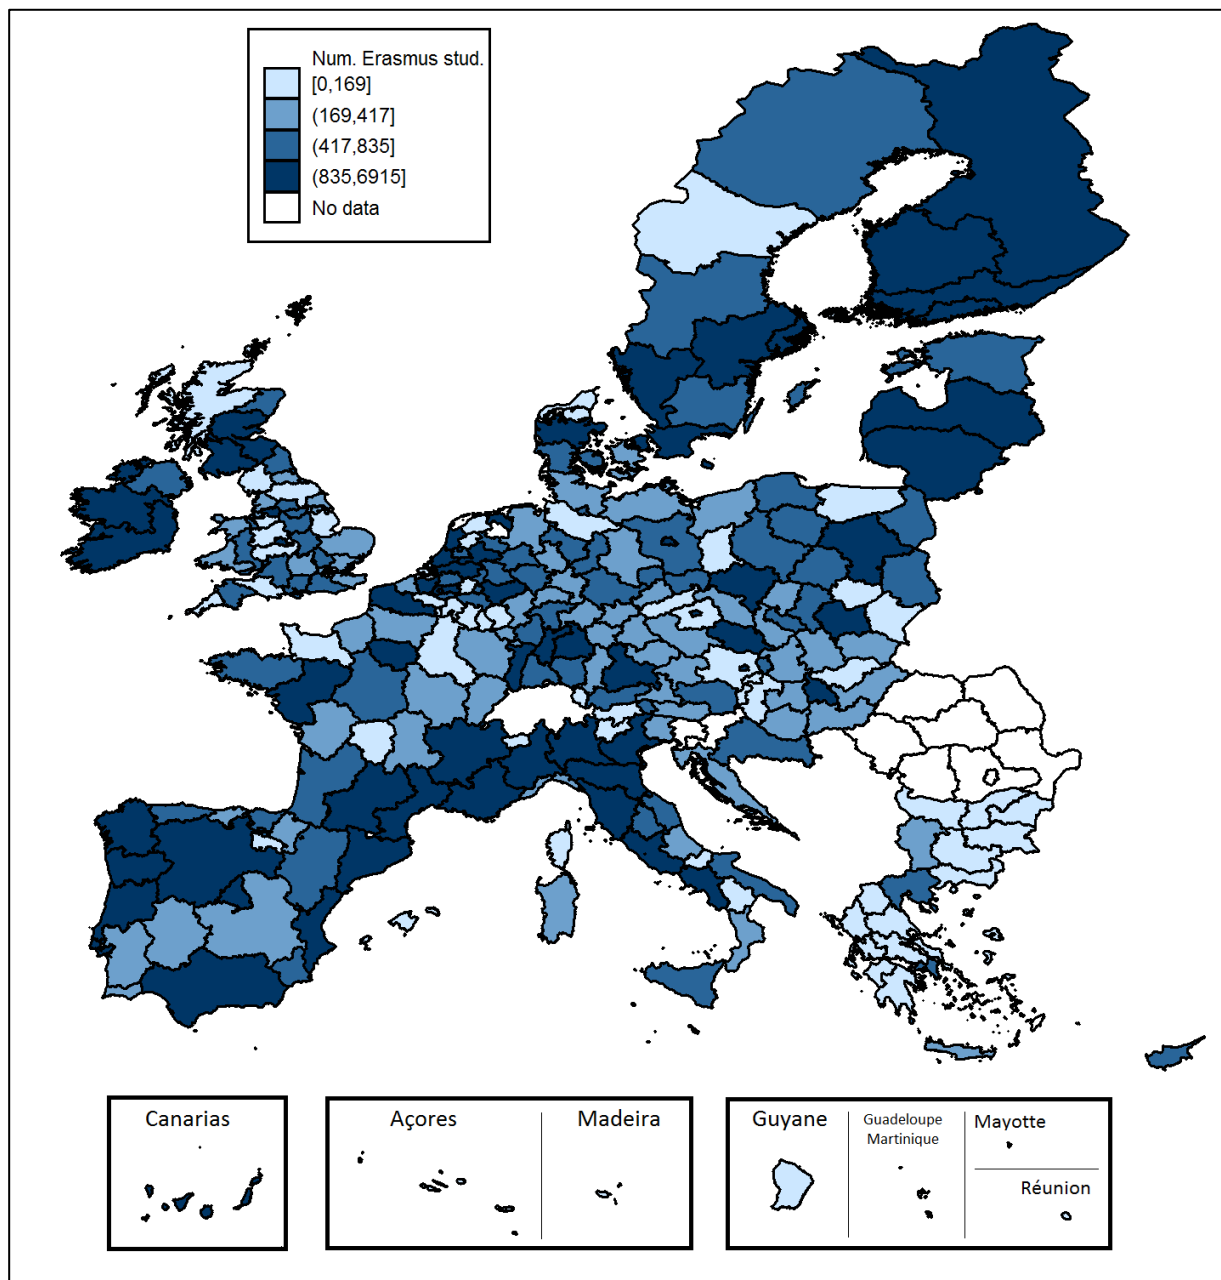 Num. Erasmus stud.
[0,169]
(169,417]
(417,835]
(835,6915]
No data
Canarias
Açores
Madeira
Guyane
Guadeloupe
Martinique
Mayotte
Réunion